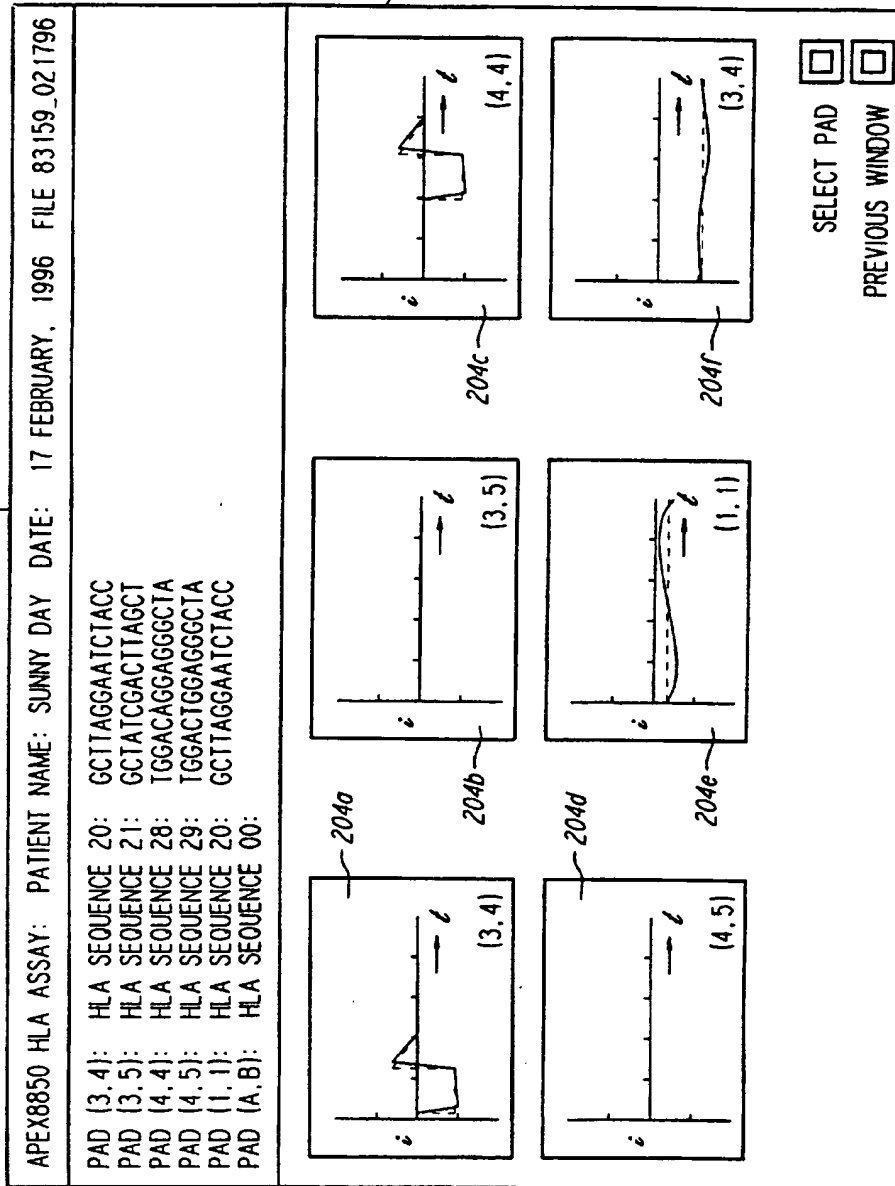 APEX8850 HLA ASSAY: PATIENT NAME: SUNNY DAY DATE: 17 FEBRUARY, 1996 FILE 83159_021796
PAD (3,4): HLA SEQUENCE 20: GCTTAGGAATCTACC
PAD (3,5): HLA SEQUENCE 21: GCTATCGACTTAGCT
PAD (4,4): HLA SEQUENCE 28: TGGACAGGAGGGCTA
PAD (4,5): HLA SEQUENCE 29: TGGACTGGAGGGCTA
PAD (1,1): HLA SEQUENCE 20: GCTTAGGAATCTACC
PAD (A,B): HLA SEQUENCE 00:
204a
i
t
(3,4)
204b
i
t
(3,5)
204c
i
t
(4,4)
204d
i
t
(4,5)
204e
i
t
(1,1)
204f
i
t
(3,4)
SELECT PAD
PREVIOUS WINDOW